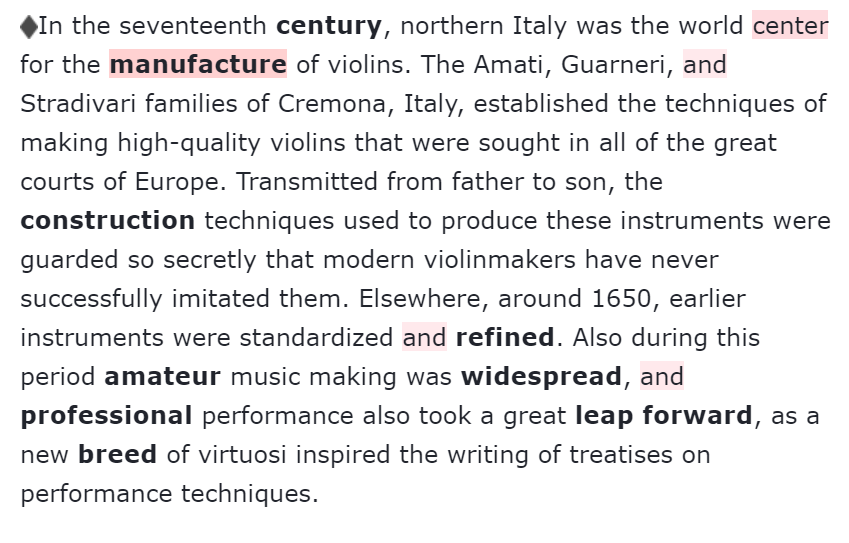 ♦In the seventeenth century, northern Italy was the world center
for the manufacture of violins. The Amati, Guarneri, and
Stradivari families of Cremona, Italy, established the techniques of
making high-quality violins that were sought in all of the great
courts of Europe. Transmitted from father to son, the
construction techniques used to produce these instruments were
guarded so secretly that modern violinmakers have never
successfully imitated them. Elsewhere, around 1650, earlier
instruments were standardized and refined. Also during this
period amateur music making was widespread, and
professional performance also took a great leap forward, as a
new breed of virtuosi inspired the writing of treatises on
performance techniques.